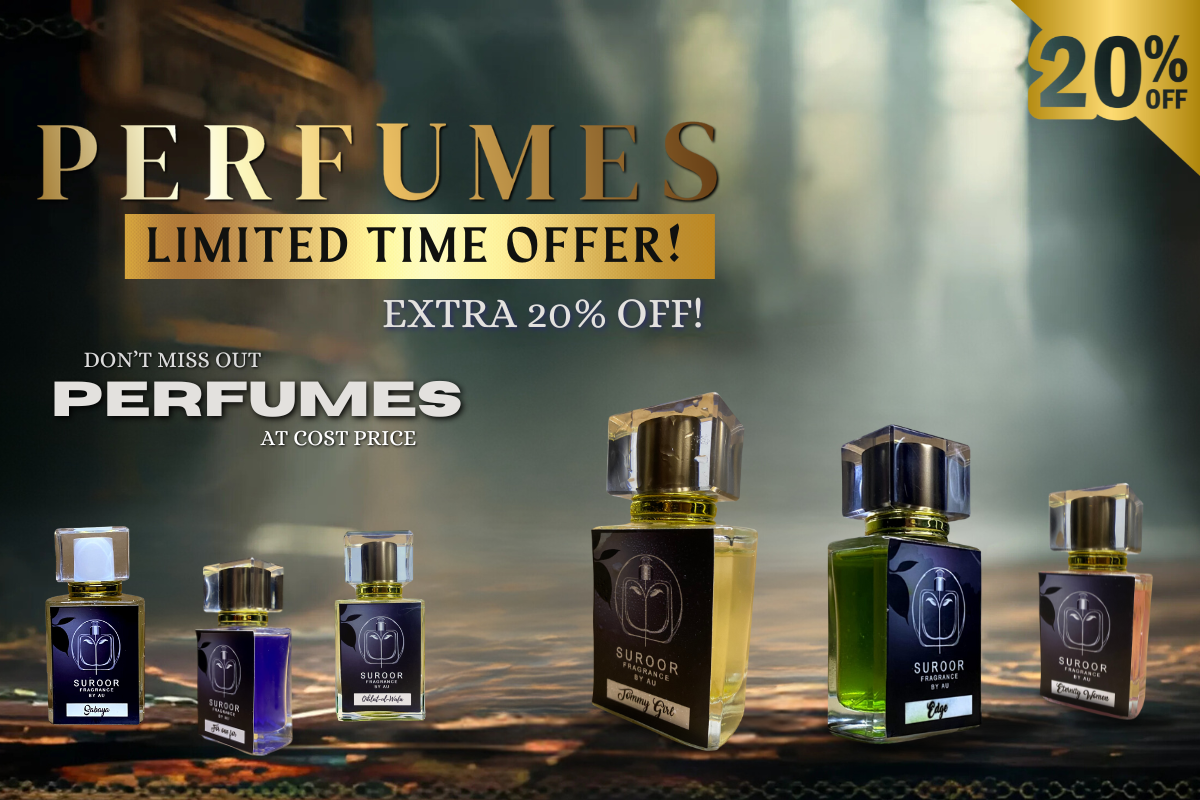 20% OFF
PERFUMES
LIMITED TIME OFFER!
EXTRA 20% OFF!
DON'T MISS OUT
PERFUMES
AT COST PRICE
SUROOR
FRAGRANCE
BY AU
Sabaya
SUROOR
FRAGRANCE
BY AU
SUROOR
FRAGRANCE
BY AU
SUROOR
FRAGRANCE
BY AU
Tommy Girl
SUROOR
FRAGRANCE
BY AU
Edge
SUROOR
FRAGRANCE
BY AU
Eternity Women